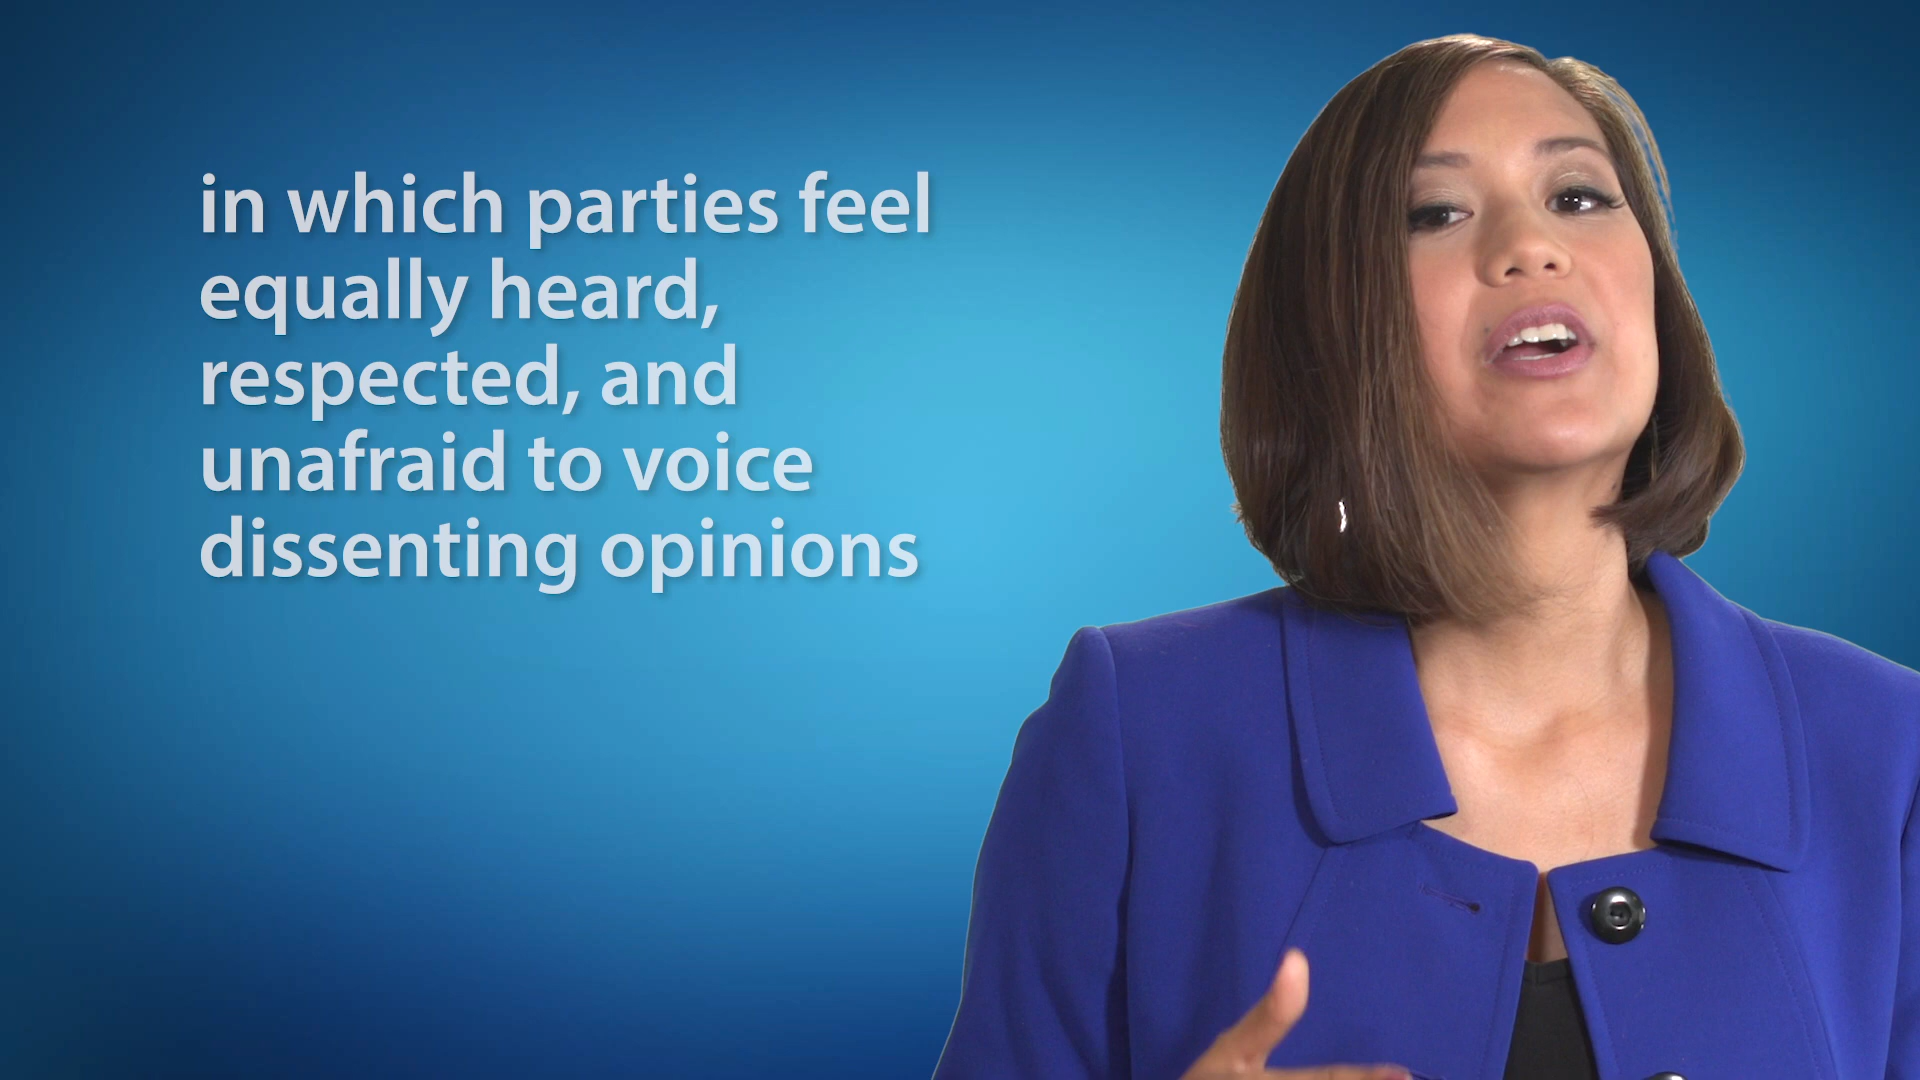 in which parties feel
equally heard,
respected, and
unafraid to voice
dissenting opinions